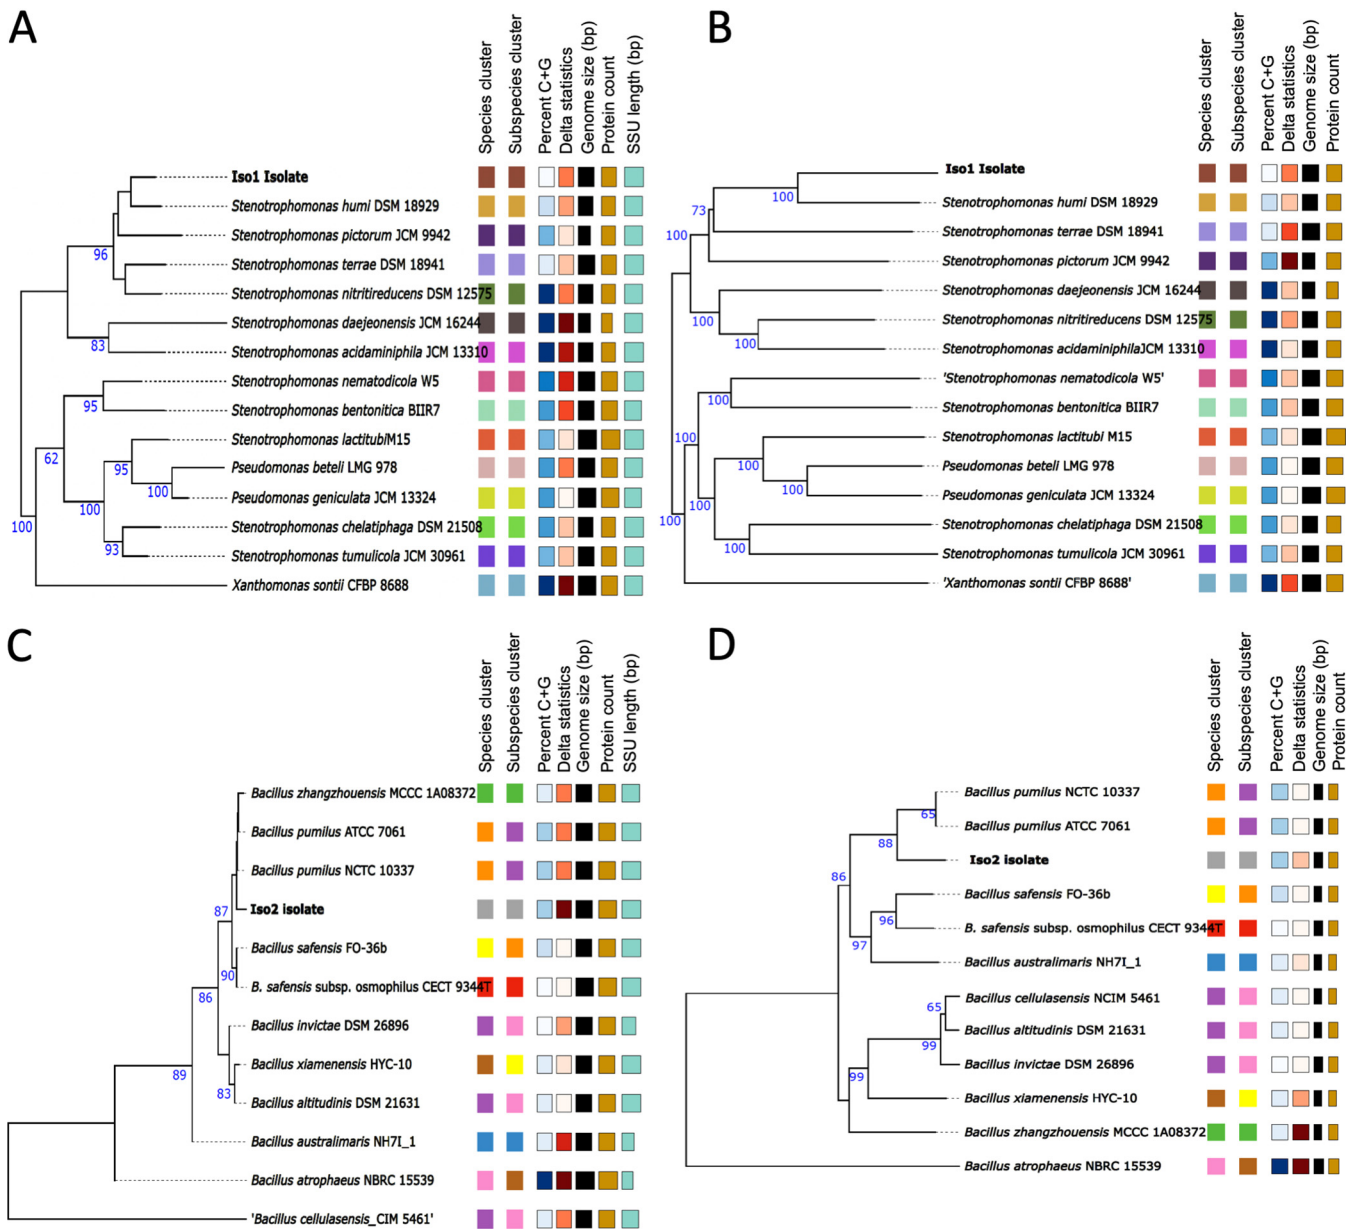 A
Species cluster
Subspecies cluster
Percent C+G
Delta statistics
Genome size (bp)
Protein count
SSU length (bp)
Iso1 Isolate
Stenotrophomonas humi DSM 18929
Stenotrophomonas pictorum JCM 9942
96
Stenotrophomonas terrae DSM 18941
Stenotrophomonas nitritireducens DSM 12575
Stenotrophomonas daejeonensis JCM 16244
83
Stenotrophomonas acidaminiphila JCM 13310
Stenotrophomonas nematodicola W5
95
Stenotrophomonas bentonitica BIIR7
Stenotrophomonas lactitubiM15
62
95
Pseudomonas beteli LMG 978
100
Pseudomonas geniculata JCM 13324
100
100
Stenotrophomonas chelatiphaga DSM 21508
93
Stenotrophomonas tumulicola JCM 30961
Xanthomonas sontii CFBP 8688
B
Species cluster
Subspecies cluster
Percent C+G
Delta statistics
Genome size (bp)
Protein count
Iso1 Isolate
100
Stenotrophomonas humi DSM 18929
73
Stenotrophomonas terrae DSM 18941
100
Stenotrophomonas pictorum JCM 9942
Stenotrophomonas daejeonensis JCM 16244
100
Stenotrophomonas nitritireducens DSM 12575
100
Stenotrophomonas acidaminiphilaJCM 13310
'Stenotrophomonas nematodicola W5'
100
Stenotrophomonas bentonitica BIIR7
100
Stenotrophomonas lactitubi M15
100
Pseudomonas beteli LMG 978
100
Pseudomonas geniculata JCM 13324
100
100
Stenotrophomonas chelatiphaga DSM 21508
100
Stenotrophomonas tumulicola JCM 30961
'Xanthomonas sontii CFBP 8688'
C
Species cluster
Subspecies cluster
Percent C+G
Delta statistics
Genome size (bp)
Protein count
SSU length (bp)
Bacillus zhangzhouensis MCCC 1A08372
Bacillus pumilus ATCC 7061
Bacillus pumilus NCTC 10337
87
Iso2 isolate
Bacillus safensis FO-36b
90
B. safensis subsp. osmophilus CECT 9344T
86
Bacillus invictae DSM 26896
Bacillus xiamenensis HYC-10
89
83
Bacillus altitudinis DSM 21631
Bacillus australimaris NH7I_1
Bacillus atrophaeus NBRC 15539
'Bacillus cellulasensis_CIM 5461'
D
Species cluster
Subspecies cluster
Percent C+G
Delta statistics
Genome size (bp)
Protein count
Bacillus pumilus NCTC 10337
65
Bacillus pumilus ATCC 7061
88
Iso2 isolate
86
Bacillus safensis FO-36b
96
B. safensis subsp. osmophilus CECT 9344T
97
Bacillus australimaris NH7I_1
Bacillus cellulasensis NCIM 5461
65
Bacillus altitudinis DSM 21631
99
Bacillus invictae DSM 26896
99
Bacillus xiamenensis HYC-10
Bacillus zhangzhouensis MCCC 1A08372
Bacillus atrophaeus NBRC 15539